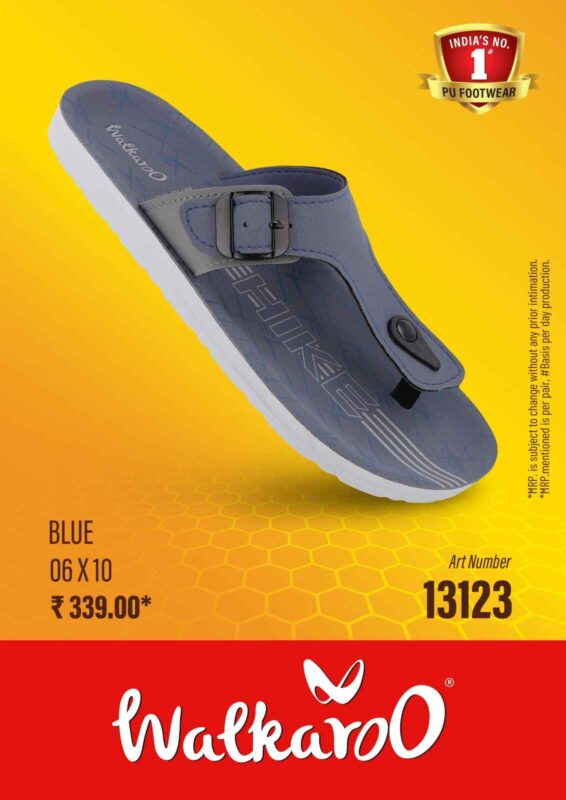 INDIA'S NO.
1#
PU FOOTWEAR
WalkaroO
HIKE
*MRP. is subject to change without any prior intimation.
*MRP.mentioned is per pair, #Basis per day production.
BLUE
06 X 10
₹ 339.00*
Art Number
13123
WalkaroO®